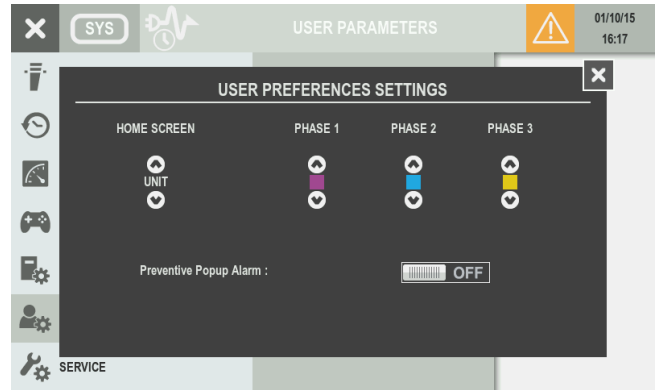 SYS
USER PARAMETERS
01/10/15
16:17
USER PREFERENCES SETTINGS
HOME SCREEN PHASE 1 PHASE 2 PHASE 3
UNIT
Preventive Popup Alarm : OFF
SERVICE